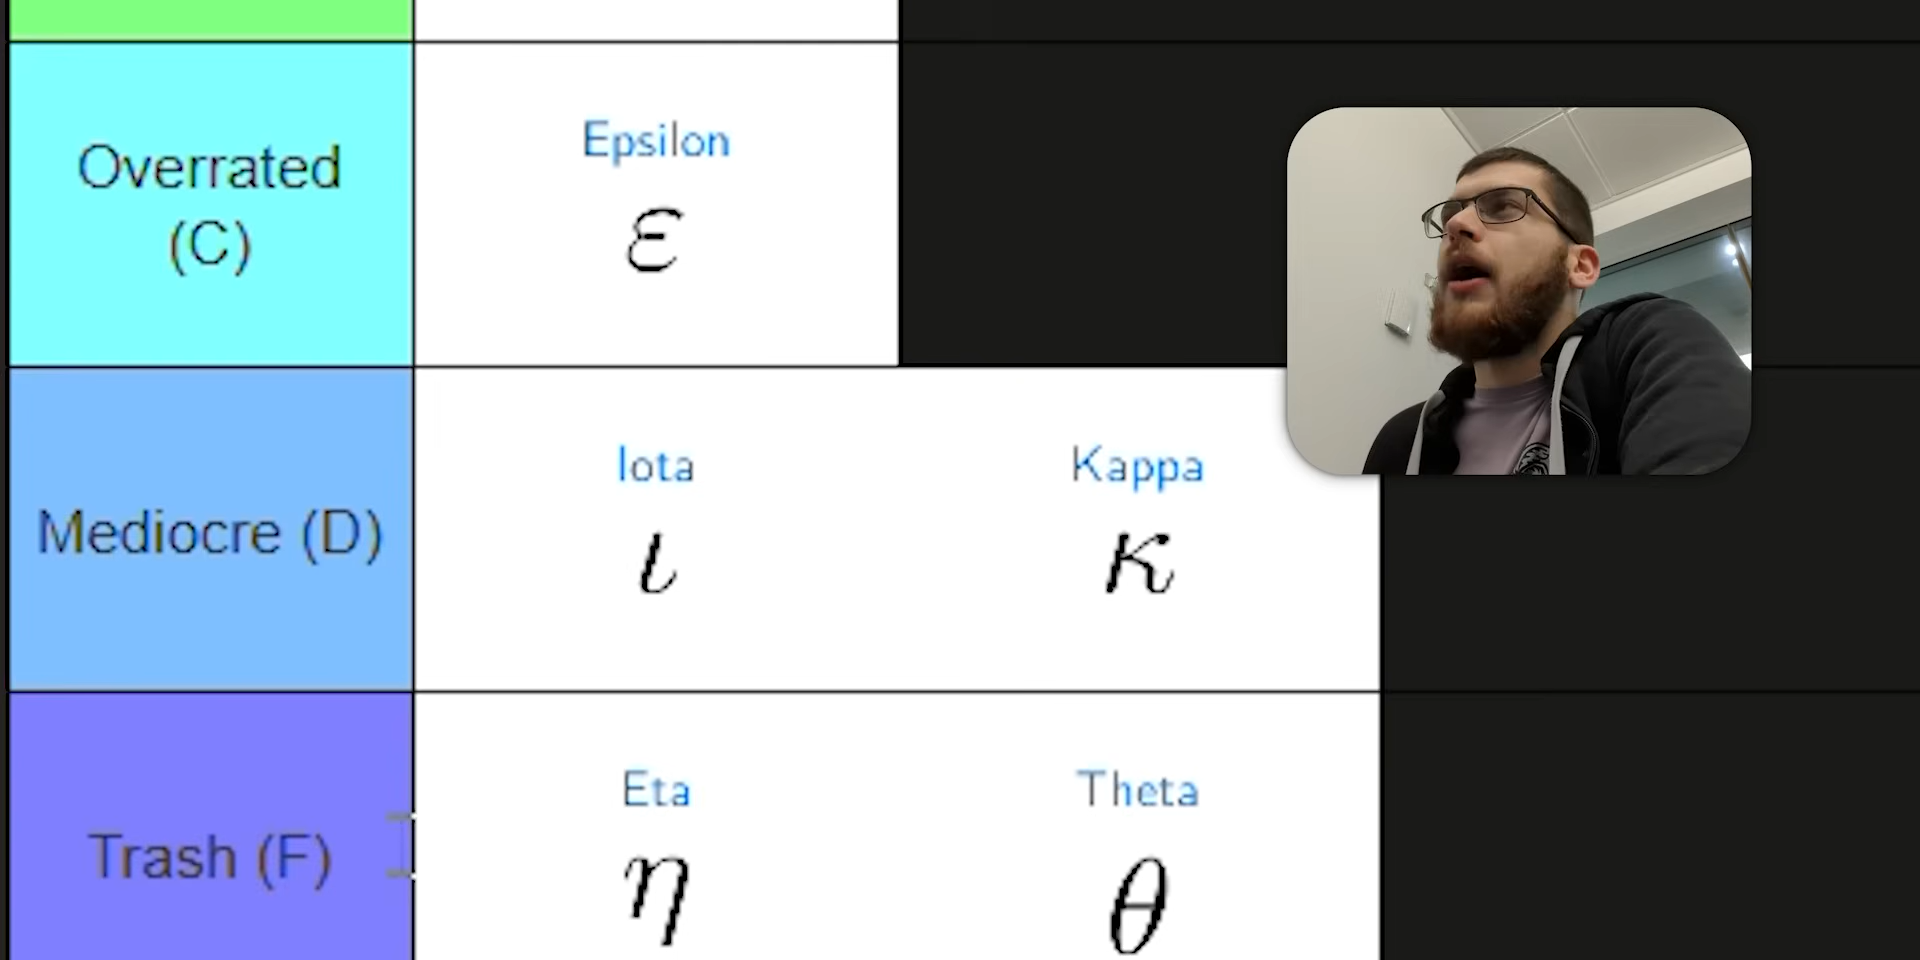 Overrated
(C)
Epsilon
ε
Mediocre (D)
Iota
ι
Kappa
κ
Trash (F)
Eta
η
Theta
θ